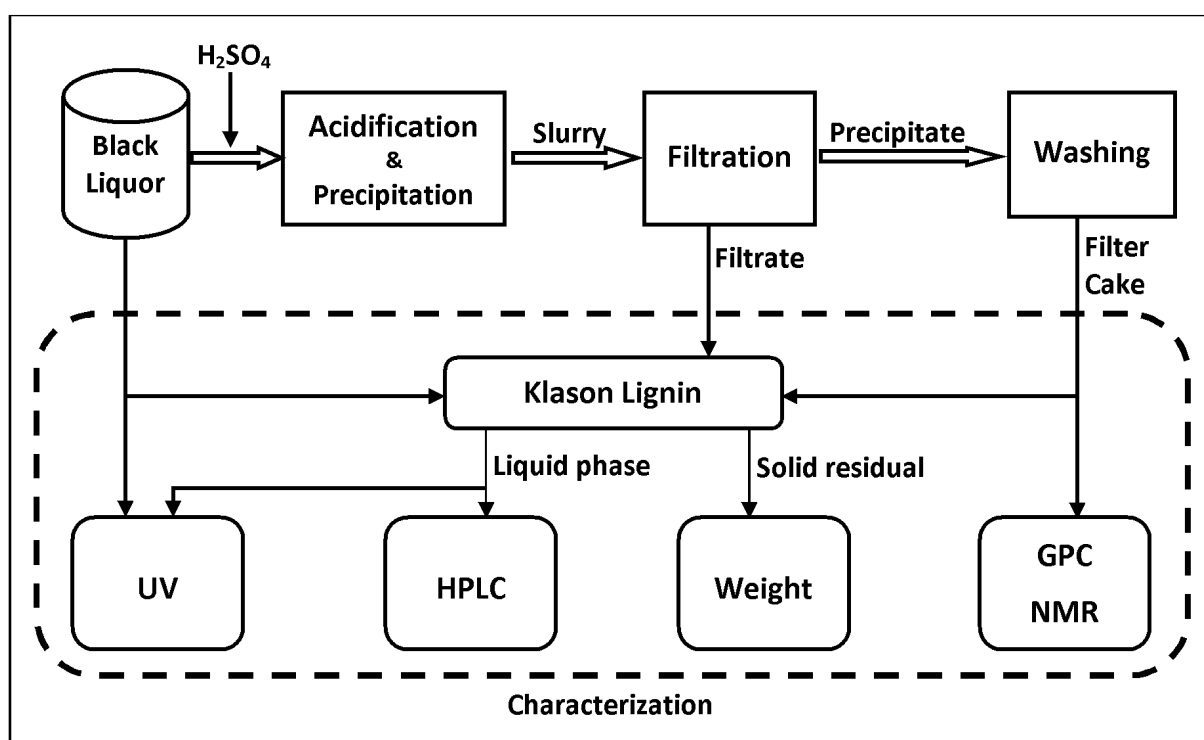 H₂SO₄
Black
Liquor
Acidification
&
Precipitation
Slurry
Filtration
Precipitate
Washing
Filtrate
Filter
Cake
Klason Lignin
Liquid phase
Solid residual
UV
HPLC
Weight
GPC
NMR
Characterization